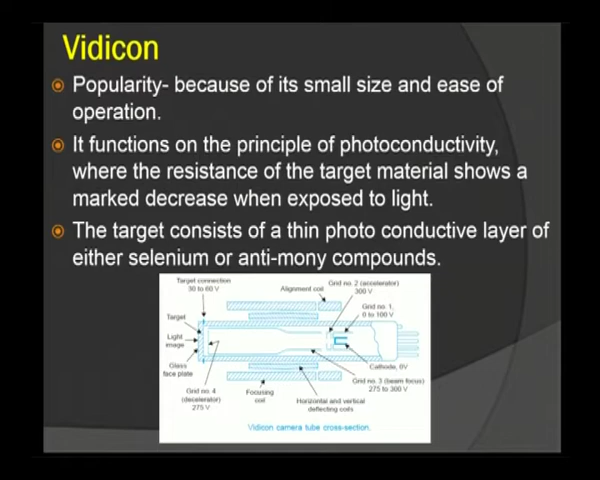 Vidicon
Popularity- because of its small size and ease of
operation.
It functions on the principle of photoconductivity,
where the resistance of the target material shows a
marked decrease when exposed to light.
The target consists of a thin photo conductive layer of
either selenium or anti-mony compounds.
Target connection
30 to 60 V
Alignment coil
Grid no. 2 (accelerator)
300 V
Grid no. 1,
0 to 100 V
Target
Light
image
Glass
face plate
Cathode, 0V
Grid no. 4
(decelerator)
275 V
Focusing
coil
Horizontal and vertical
deflecting coils
Grid no. 3 (beam focus)
275 to 300 V
Vidicon camera tube cross-section.